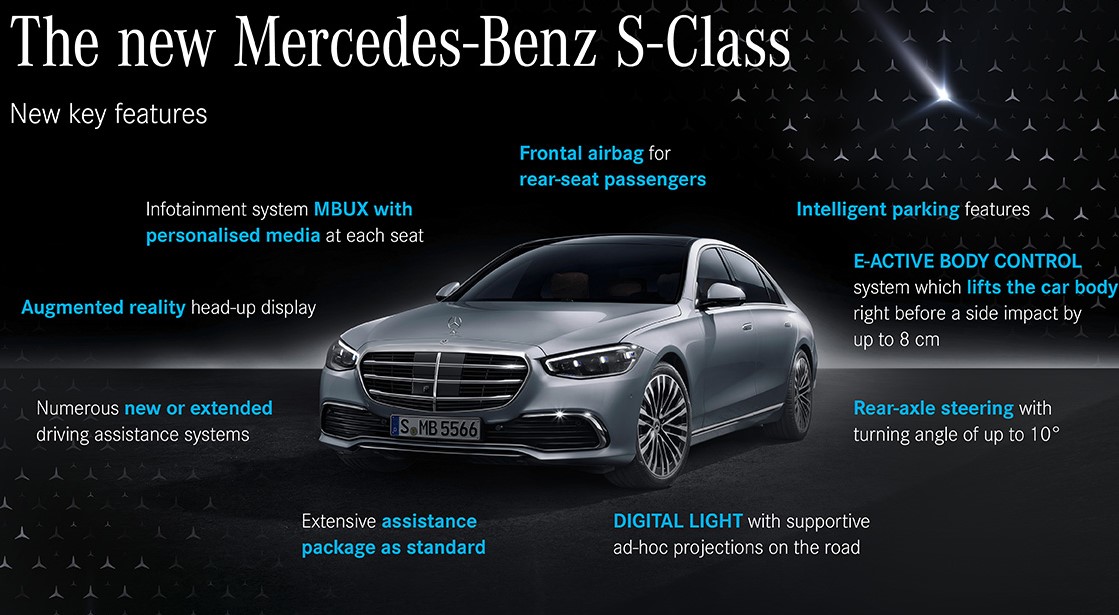 The new Mercedes-Benz S-Class
New key features
Frontal airbag for
rear-seat passengers
Infotainment system MBUX with
personalised media at each seat
Intelligent parking features
E-ACTIVE BODY CONTROL
system which lifts the car body
right before a side impact by
up to 8 cm
Augmented reality head-up display
Numerous new or extended
driving assistance systems
Rear-axle steering with
turning angle of up to 10°
S MB 5566
Extensive assistance
package as standard
DIGITAL LIGHT with supportive
ad-hoc projections on the road